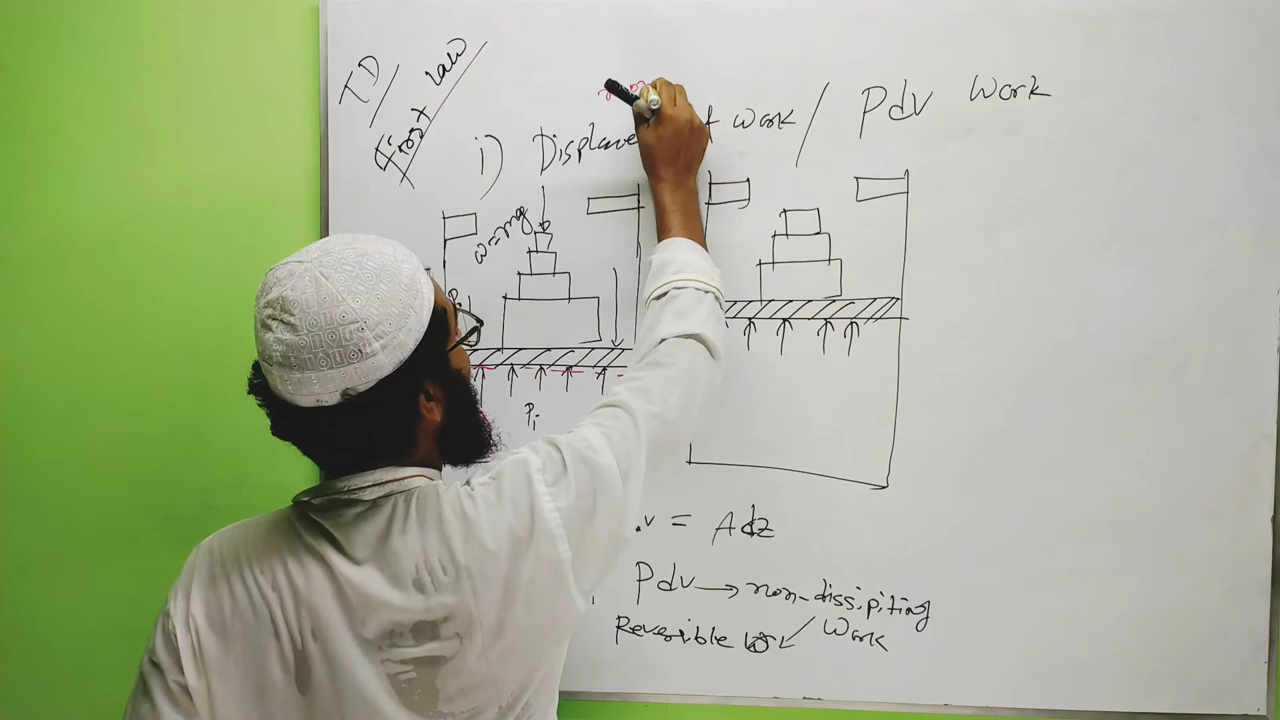 TD
First Law
i) Displace t work / Pdv Work
w=mg
Pi
v = Adz
Pdv → non-dissipiting
Reversible Work